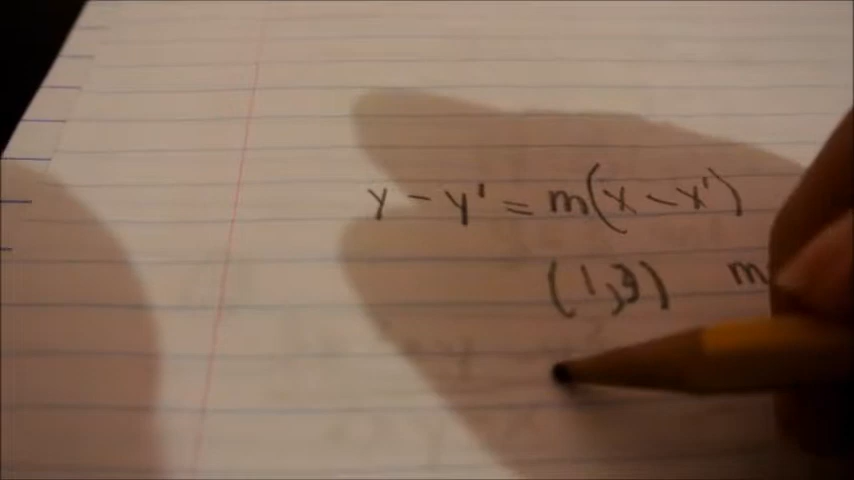 y - y' = m(x - x')
(1,3) m